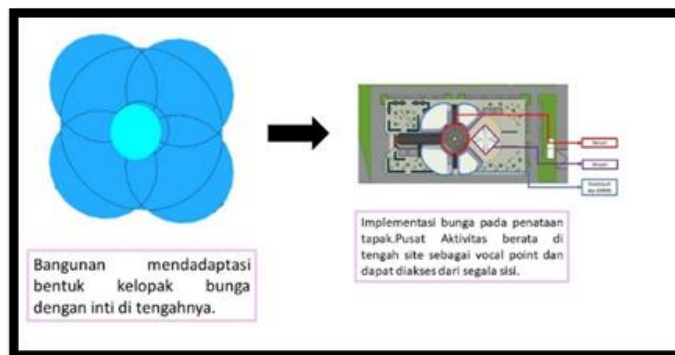 Bangunan mendadaptasi
bentuk kelopak bunga
dengan inti di tengahnya.
Implementasi bunga pada penataan
tapak.Pusat Aktivitas berata di
tengah site sebagai vocal point dan
dapat diakses dari segala sisi.